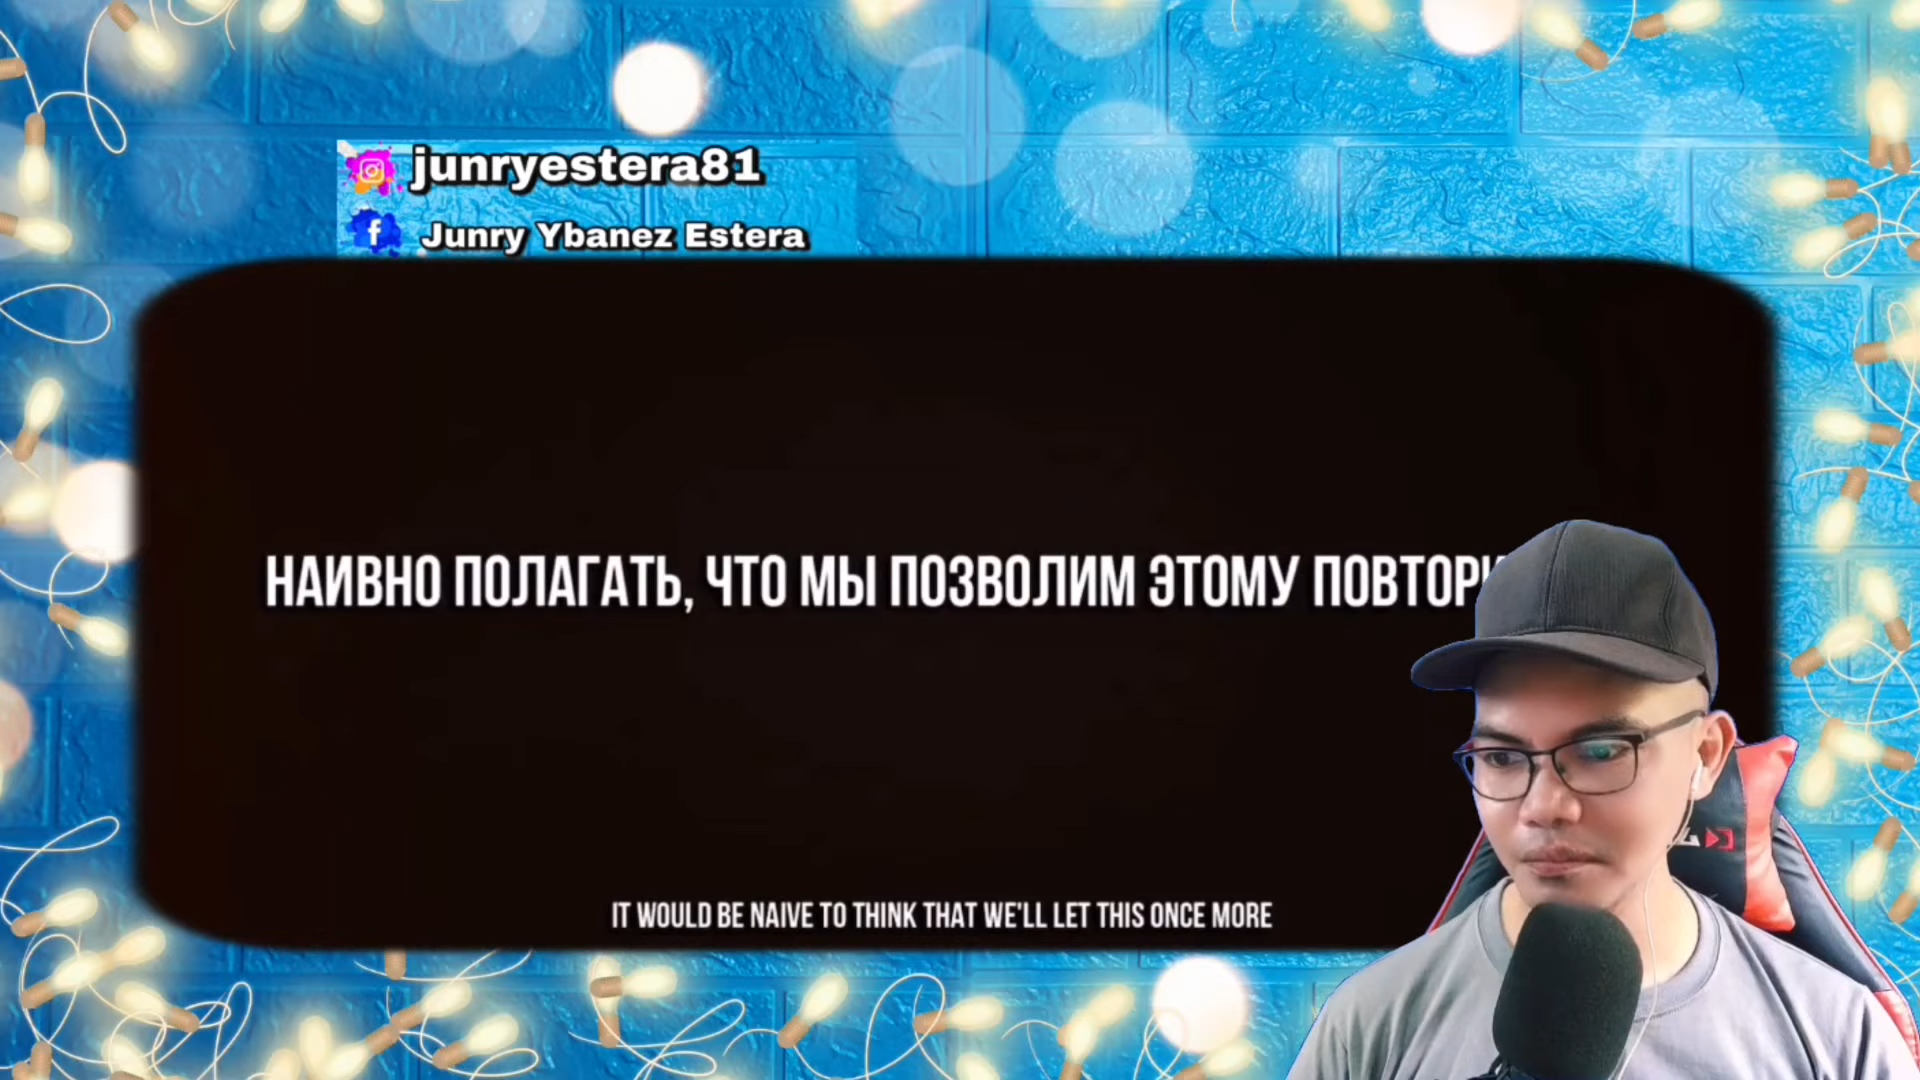 junryestera81
Junry Ybanez Estera
НАИВНО ПОЛАГАТЬ, ЧТО МЫ ПОЗВОЛИМ ЭТОМУ
IT WOULD BE NAIVE TO THINK THAT WE'LL LET THIS ONCE MORE